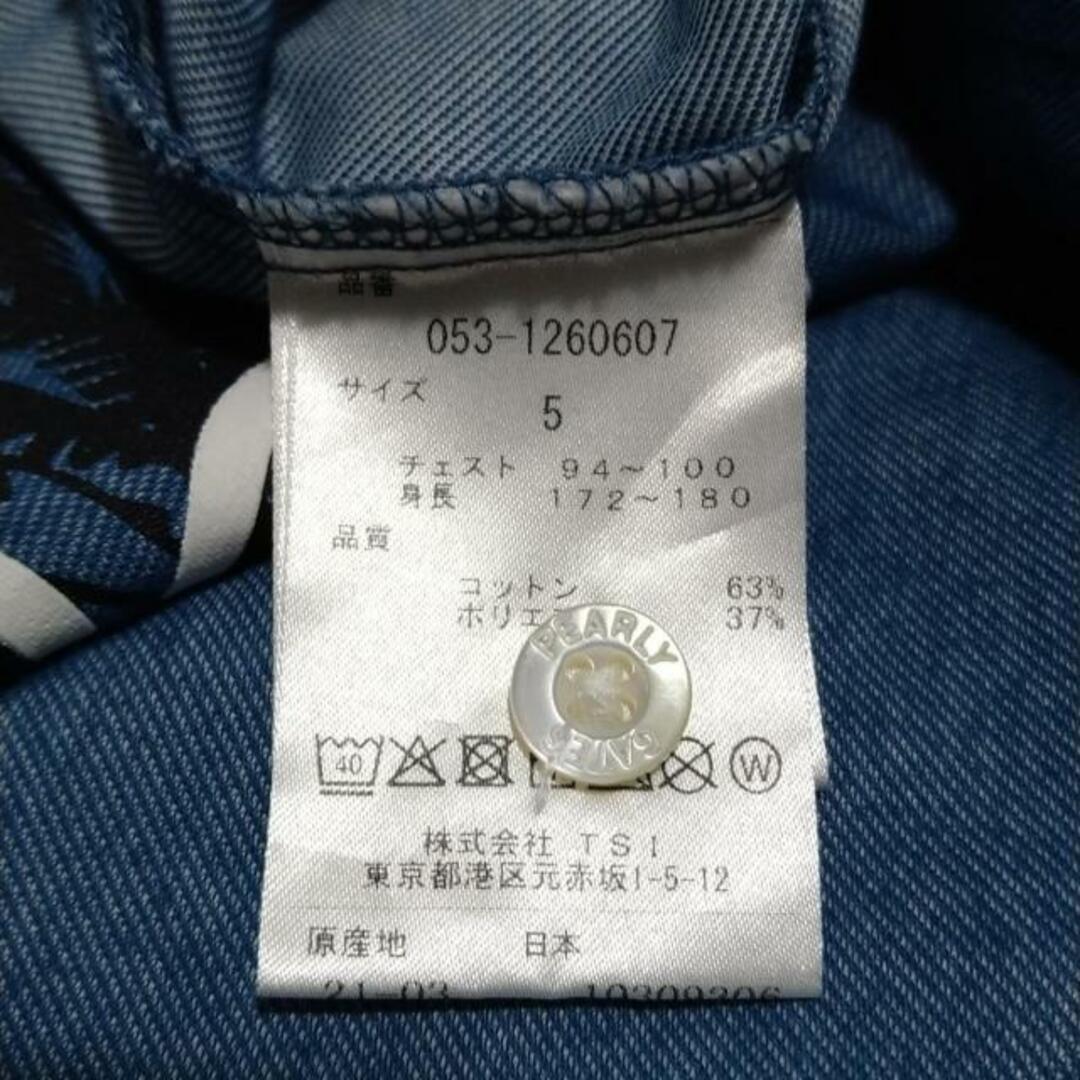 品番
053-1260607
サイズ
5
チェスト 94～100
身長 172～180
品質
コットン 63%
37%
PEARLY
GATES
40
W
株式会社 TSI
東京都港区元赤坂1-5-12
原産地 日本
21-03